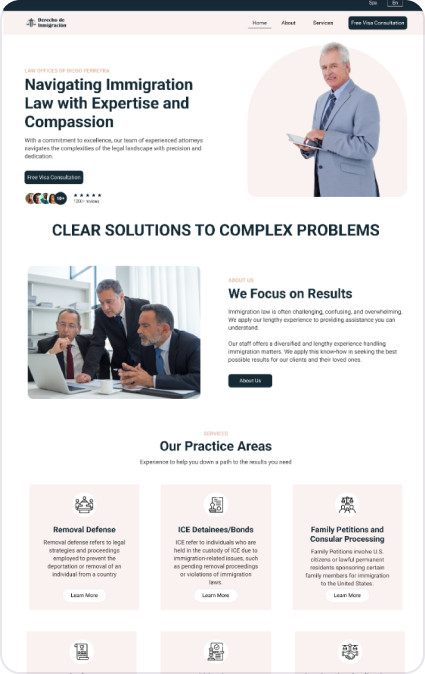 Spa
En
Derecho de
Inmigración
Home
About
Services
Free Visa Consultation
LAW OFFICES OF DIEGO FERREYRA
Navigating Immigration
Law with Expertise and
Compassion
With a commitment to excellence, our team of experienced attorneys
navigates the complexities of the legal landscape with precision and
dedication.
Free Visa Consultation
1200+ reviews
CLEAR SOLUTIONS TO COMPLEX PROBLEMS
ABOUT US
We Focus on Results
Immigration law is often challenging, confusing, and overwhelming.
We apply our lengthy experience to providing assistance you can
understand.
Our staff offers a diversified and lengthy experience handling
immigration matters. We apply this know-how in seeking the best
possible results for our clients and their loved ones.
About Us
SERVICES
Our Practice Areas
Experience to help you down a path to the results you need
Removal Defense
Removal defense refers to legal
strategies and proceedings
employed to prevent the
deportation or removal of an
individual from a country
Learn More
ICE Detainees/Bonds
ICE refer to individuals who are
held in the custody of ICE due to
immigration-related issues, such
as pending removal proceedings
or violations of immigration
laws.
Learn More
Family Petitions and
Consular Processing
Family Petitions involve U.S.
citizens or lawful permanent
residents sponsoring certain
family members for immigration
to the United States.
Learn More